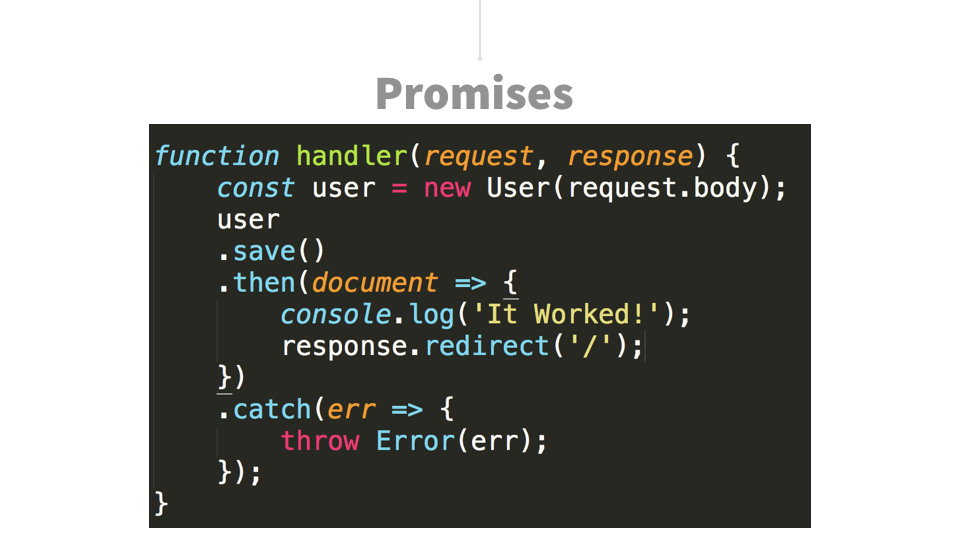 Promises
function handler(request, response) {
    const user = new User(request.body);
    user
    .save()
    .then(document => {
        console.log('It Worked!');
        response.redirect('/');
    })
    .catch(err => {
        throw Error(err);
    });
}